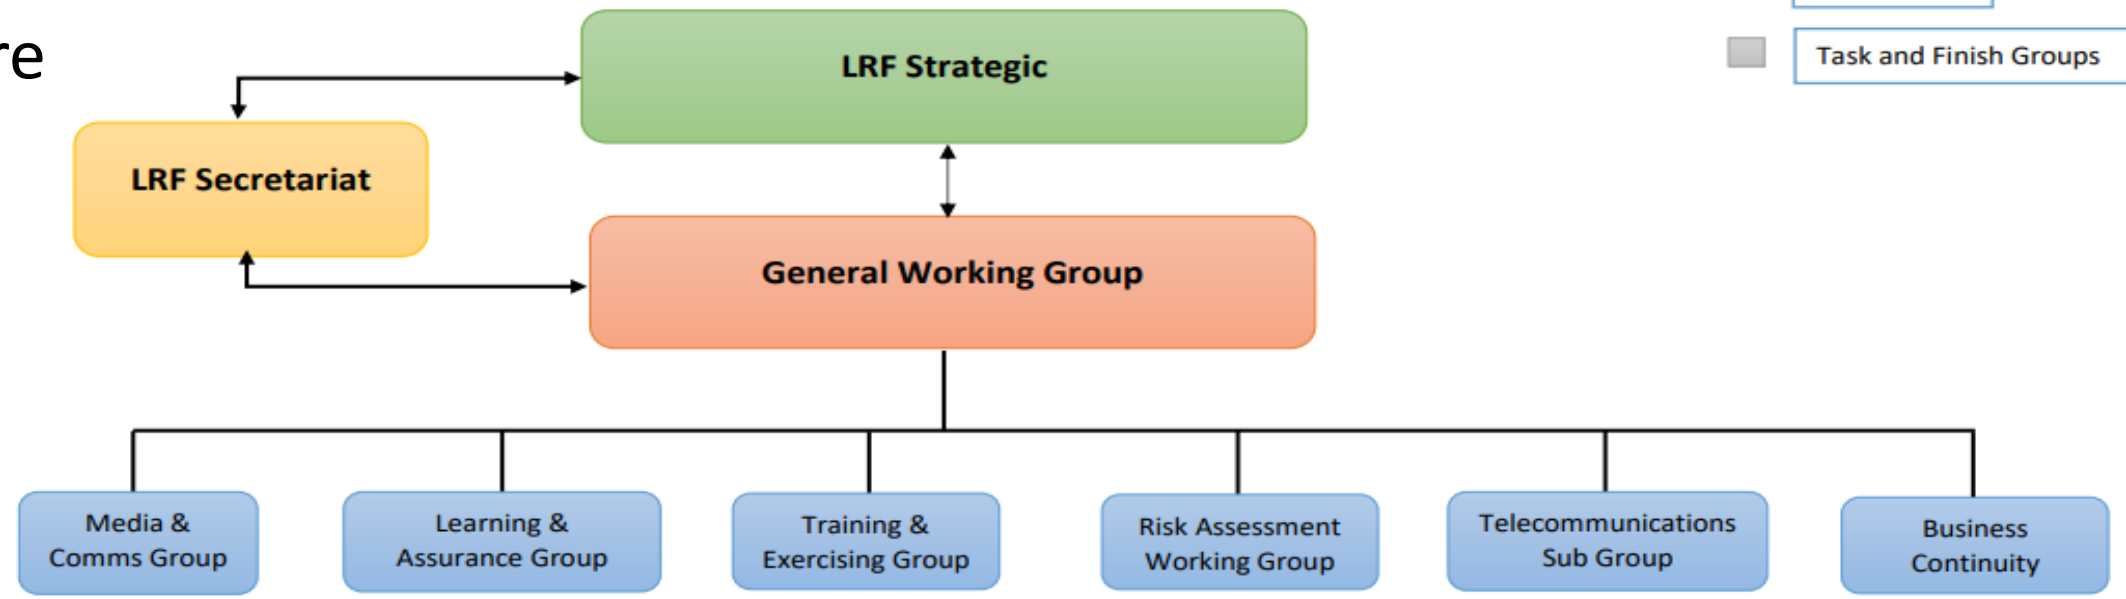 re
Task and Finish Groups
LRF Strategic
LRF Secretariat
General Working Group
Media &
Comms Group
Learning &
Assurance Group
Training &
Exercising Group
Risk Assessment
Working Group
Telecommunications
Sub Group
Business
Continuity